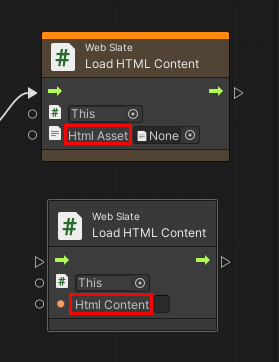 Web Slate
Load HTML Content
This
Html Asset None
Web Slate
Load HTML Content
This
Html Content